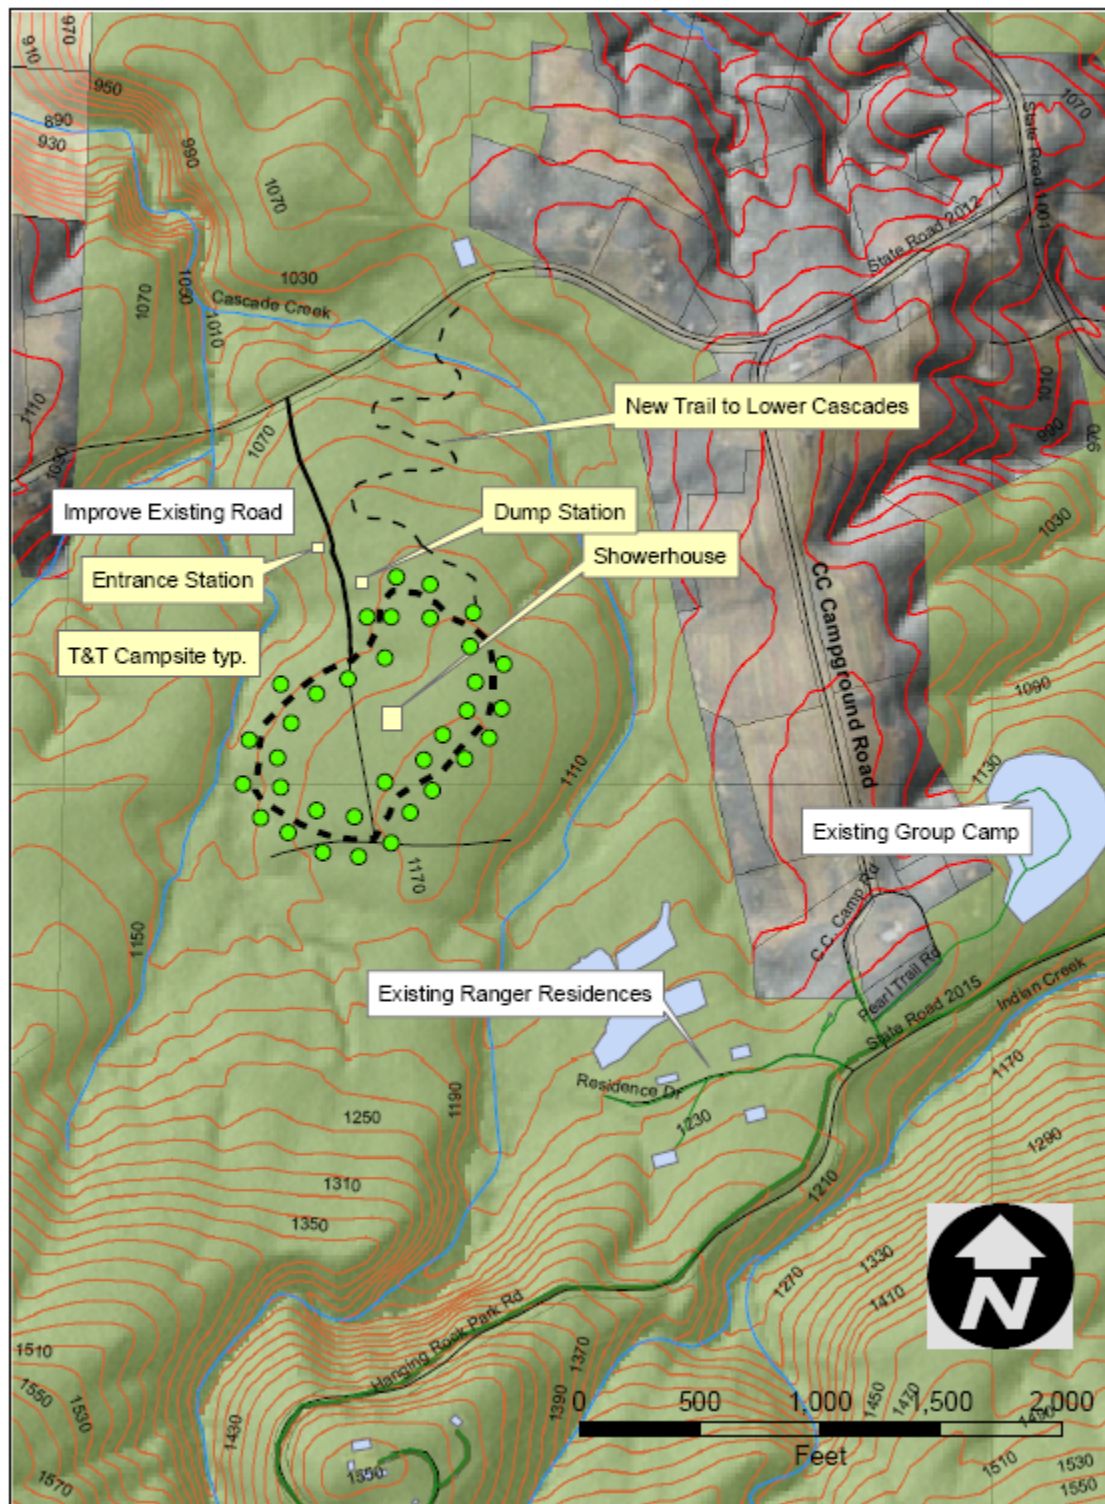 970
910
950
890
930
990
1070
1070
State Road 1001
State Road 2012
1030
1050
Cascade Creek
1070
1010
1110
1030
1070
1010
990
970
New Trail to Lower Cascades
Improve Existing Road
Dump Station
1030
Entrance Station
Showerhouse
T&T Campsite typ.
CC Campground Road
1090
1110
1130
Existing Group Camp
1170
C.C. Camp Rd
1150
Existing Ranger Residences
Pearl Trail Rd
State Road 2015
Indian Creek
1170
Residence Dr
1190
1250
1230
1290
1310
1210
1350
N
1330
1270
1410
Hanging Rock Park Rd
1510
1370
1550
1530
1430
1390
0 500 1,000 1,500 2,000
1450
1470
1490
Feet
1550
1510
1530
1570
1550